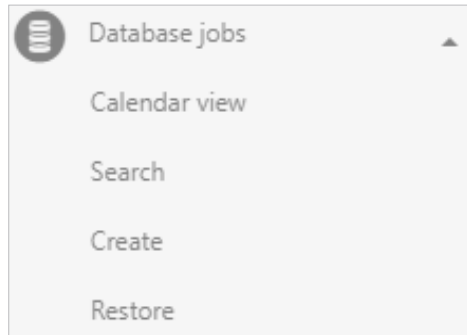 Database jobs
Calendar view
Search
Create
Restore